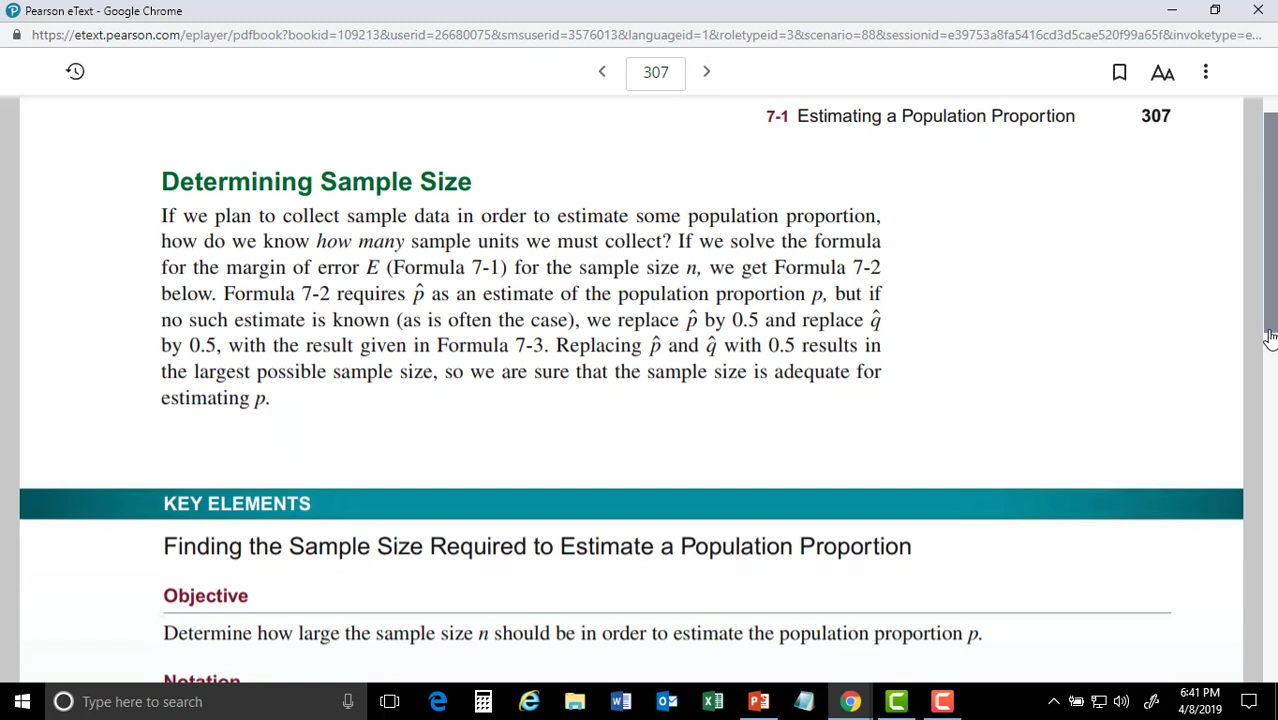 Pearson eText - Google Chrome
https://etext.pearson.com/eplayer/pdfbook?bookid=109213&userid=26680075&smsuserid=3576013&languageid=1&roletypeid=3&scenario=88&sessionid=e39753a8fa5416cd3d5cae520f99a65f&invoketype=e...
307
AA
7-1 Estimating a Population Proportion 307
Determining Sample Size
If we plan to collect sample data in order to estimate some population proportion,
how do we know how many sample units we must collect? If we solve the formula
for the margin of error E (Formula 7-1) for the sample size n, we get Formula 7-2
below. Formula 7-2 requires p̂ as an estimate of the population proportion p, but if
no such estimate is known (as is often the case), we replace p̂ by 0.5 and replace q̂
by 0.5, with the result given in Formula 7-3. Replacing p̂ and q̂ with 0.5 results in
the largest possible sample size, so we are sure that the sample size is adequate for
estimating p.
KEY ELEMENTS
Finding the Sample Size Required to Estimate a Population Proportion
Objective
Determine how large the sample size n should be in order to estimate the population proportion p.
Notation
Type here to search
6:41 PM
4/8/2019